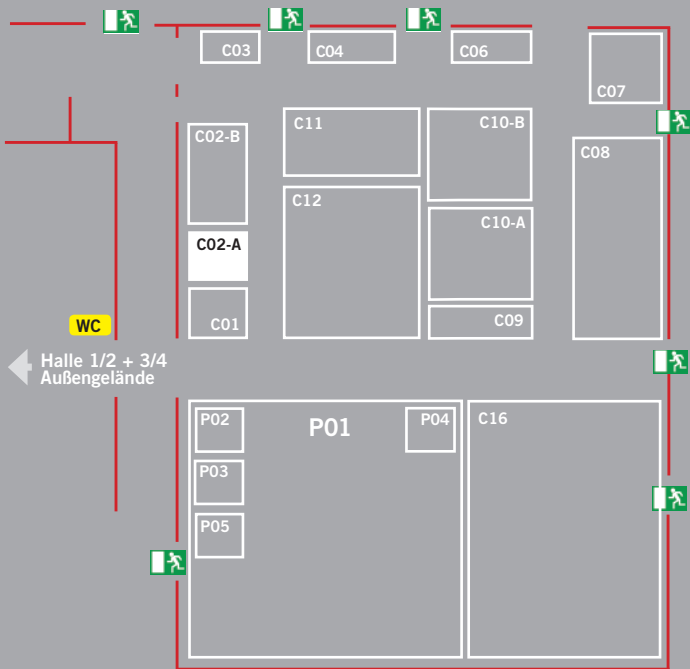 C03
C04
C06
C07
C02-B
C11
C10-B
C08
C12
C10-A
C02-A
C01
C09
WC
Halle 1/2 + 3/4
Außengelände
P02
P01
P04
C16
P03
P05